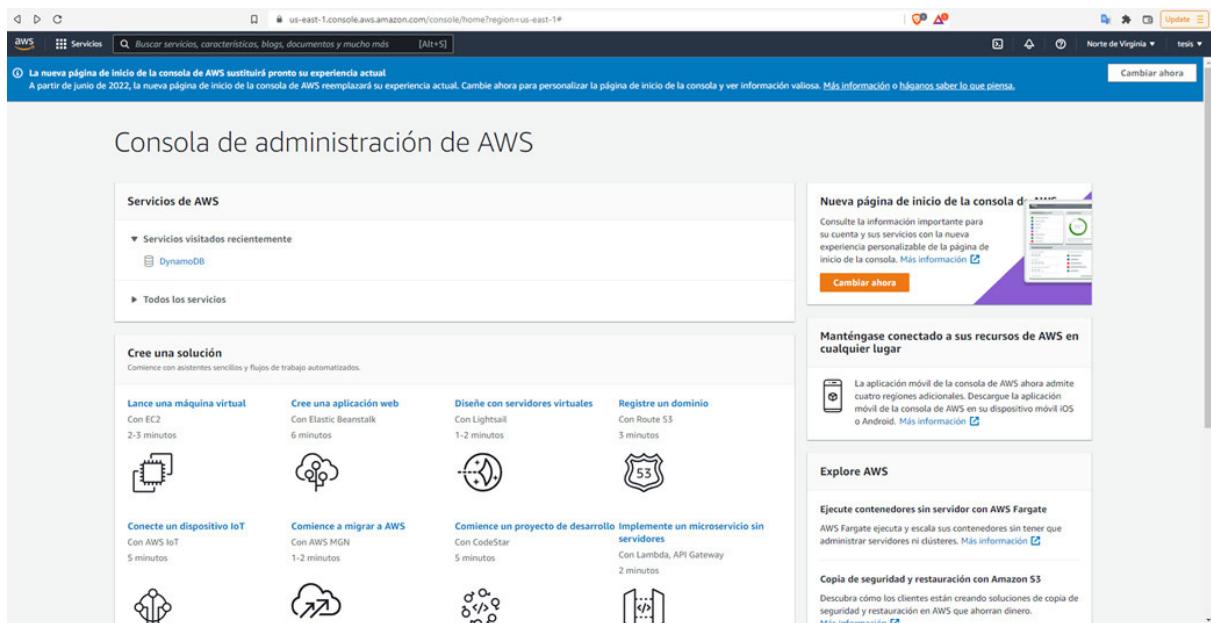 us-east-1.console.aws.amazon.com/console/home?region=us-east-1#
Update
aws
Servicios
Buscar servicios, características, blogs, documentos y mucho más [Alt+S]
Norte de Virginia
tesis
La nueva página de inicio de la consola de AWS sustituirá pronto su experiencia actual
A partir de junio de 2022, la nueva página de inicio de la consola de AWS reemplazará su experiencia actual. Cambie ahora para personalizar la página de inicio de la consola y ver información valiosa. Más información o háganos saber lo que piensa.
Cambiar ahora
Consola de administración de AWS
Servicios de AWS
Servicios visitados recientemente
DynamoDB
Todos los servicios
Cree una solución
Comience con asistentes sencillos y flujos de trabajo automatizados.
Lance una máquina virtual
Con EC2
2-3 minutos
Cree una aplicación web
Con Elastic Beanstalk
6 minutos
Diseñe con servidores virtuales
Con Lightsail
1-2 minutos
Registre un dominio
Con Route 53
3 minutos
53
Conecte un dispositivo IoT
Con AWS IoT
5 minutos
Comience a migrar a AWS
Con AWS MGN
1-2 minutos
Comience un proyecto de desarrollo
Con CodeStar
5 minutos
Implemente un microservicio sin
servidores
Con Lambda, API Gateway
2 minutos
Nueva página de inicio de la consola de AWS
Consulte la información importante para
su cuenta y sus servicios con la nueva
experiencia personalizable de la página de
inicio de la consola. Más información
Cambiar ahora
Manténgase conectado a sus recursos de AWS en
cualquier lugar
La aplicación móvil de la consola de AWS ahora admite
cuatro regiones adicionales. Descargue la aplicación
móvil de la consola de AWS en su dispositivo móvil iOS
o Android. Más información
Explore AWS
Ejecute contenedores sin servidor con AWS Fargate
AWS Fargate ejecuta y escala sus contenedores sin tener que
administrar servidores ni clústeres. Más información
Copia de seguridad y restauración con Amazon S3
Descubra cómo los clientes están creando soluciones de copia de
seguridad y restauración en AWS que ahorran dinero.
Más información